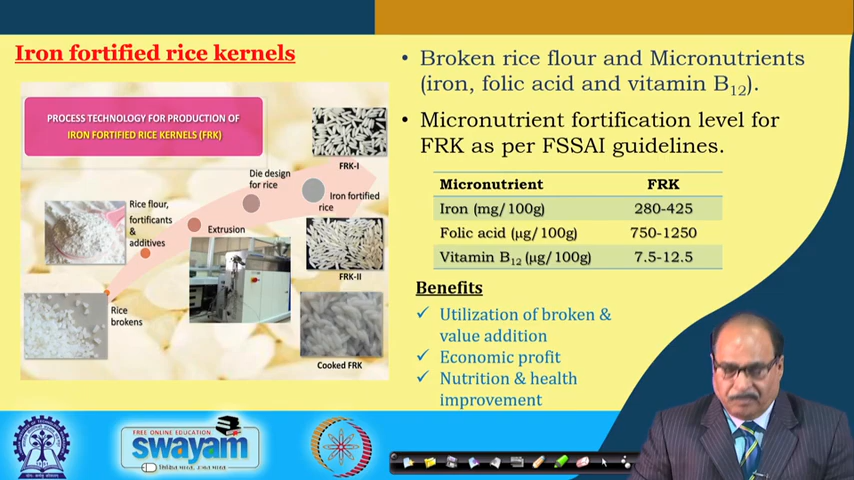 Iron fortified rice kernels
PROCESS TECHNOLOGY FOR PRODUCTION OF
IRON FORTIFIED RICE KERNELS (FRK)
FRK-I
Die design
for rice
Iron fortified
rice
Rice flour,
fortificants
&
additives
Extrusion
FRK-II
Rice
brokens
Cooked FRK
• Broken rice flour and Micronutrients
(iron, folic acid and vitamin B12).
• Micronutrient fortification level for
FRK as per FSSAI guidelines.
Micronutrient FRK
Iron (mg/100g) 280-425
Folic acid (µg/100g) 750-1250
Vitamin B12 (µg/100g) 7.5-12.5
Benefits
✓ Utilization of broken &
value addition
✓ Economic profit
✓ Nutrition & health
improvement
FREE ONLINE EDUCATION
swayam